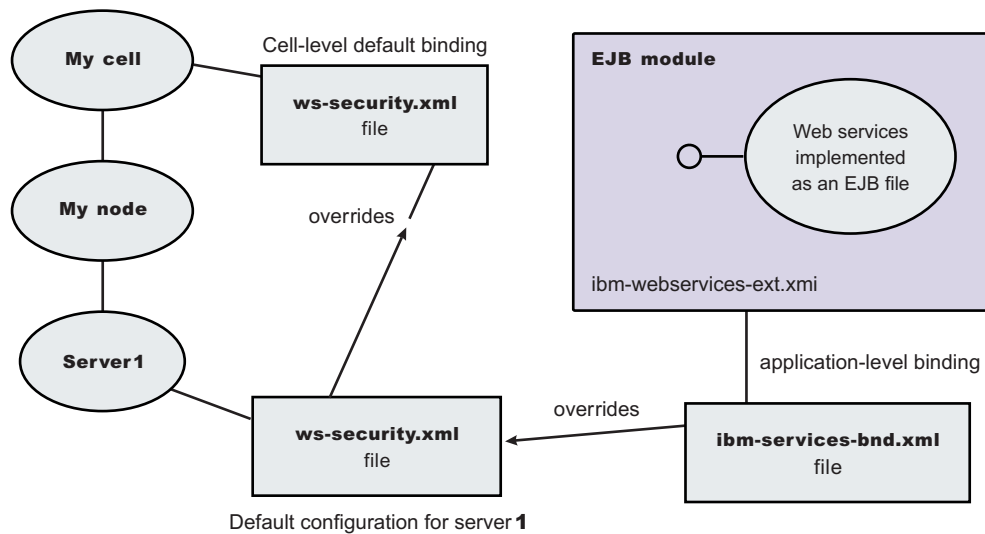 My cell
Cell-level default binding
ws-security.xml
file
EJB module
Web services
implemented
as an EJB file
My node
overrides
ibm-webservices-ext.xmi
Server1
application-level binding
overrides
ws-security.xml
file
ibm-services-bnd.xml
file
Default configuration for server 1